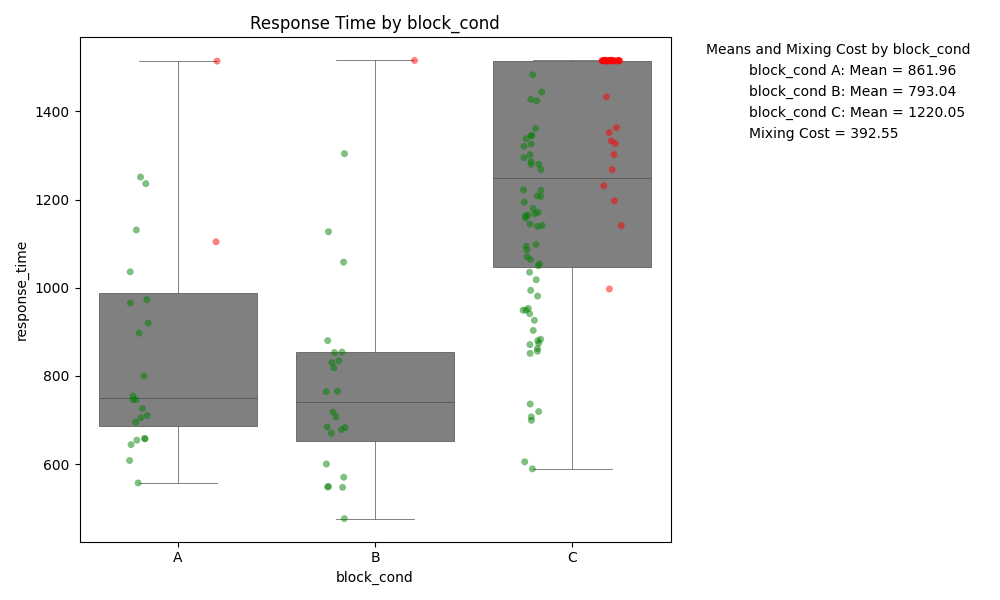 Response Time by block_cond
Means and Mixing Cost by block_cond
block_cond A: Mean = 861.96
block_cond B: Mean = 793.04
block_cond C: Mean = 1220.05
Mixing Cost = 392.55
response_time
1400
1200
1000
800
600
A
B
C
block_cond